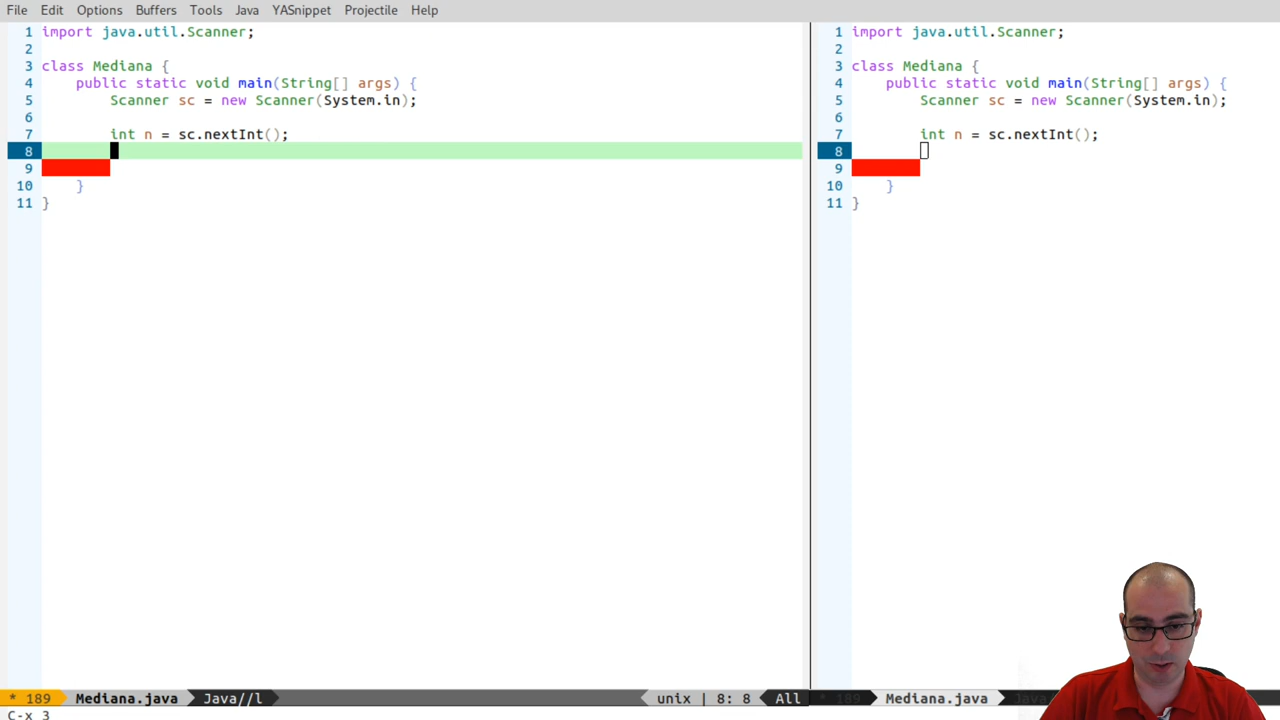 File Edit Options Buffers Tools Java YASnippet Projectile Help
1 import java.util.Scanner;
2
3 class Mediana {
4 public static void main(String[] args) {
5 Scanner sc = new Scanner(System.in);
6
7 int n = sc.nextInt();
8
9
10 }
11 }
* 189 Mediana.java Java//l unix | 8: 8 All
1 import java.util.Scanner;
2
3 class Mediana {
4 public static void main(String[] args) {
5 Scanner sc = new Scanner(System.in);
6
7 int n = sc.nextInt();
8
9
10 }
11 }
* 189 Mediana.java Java
C-x 3